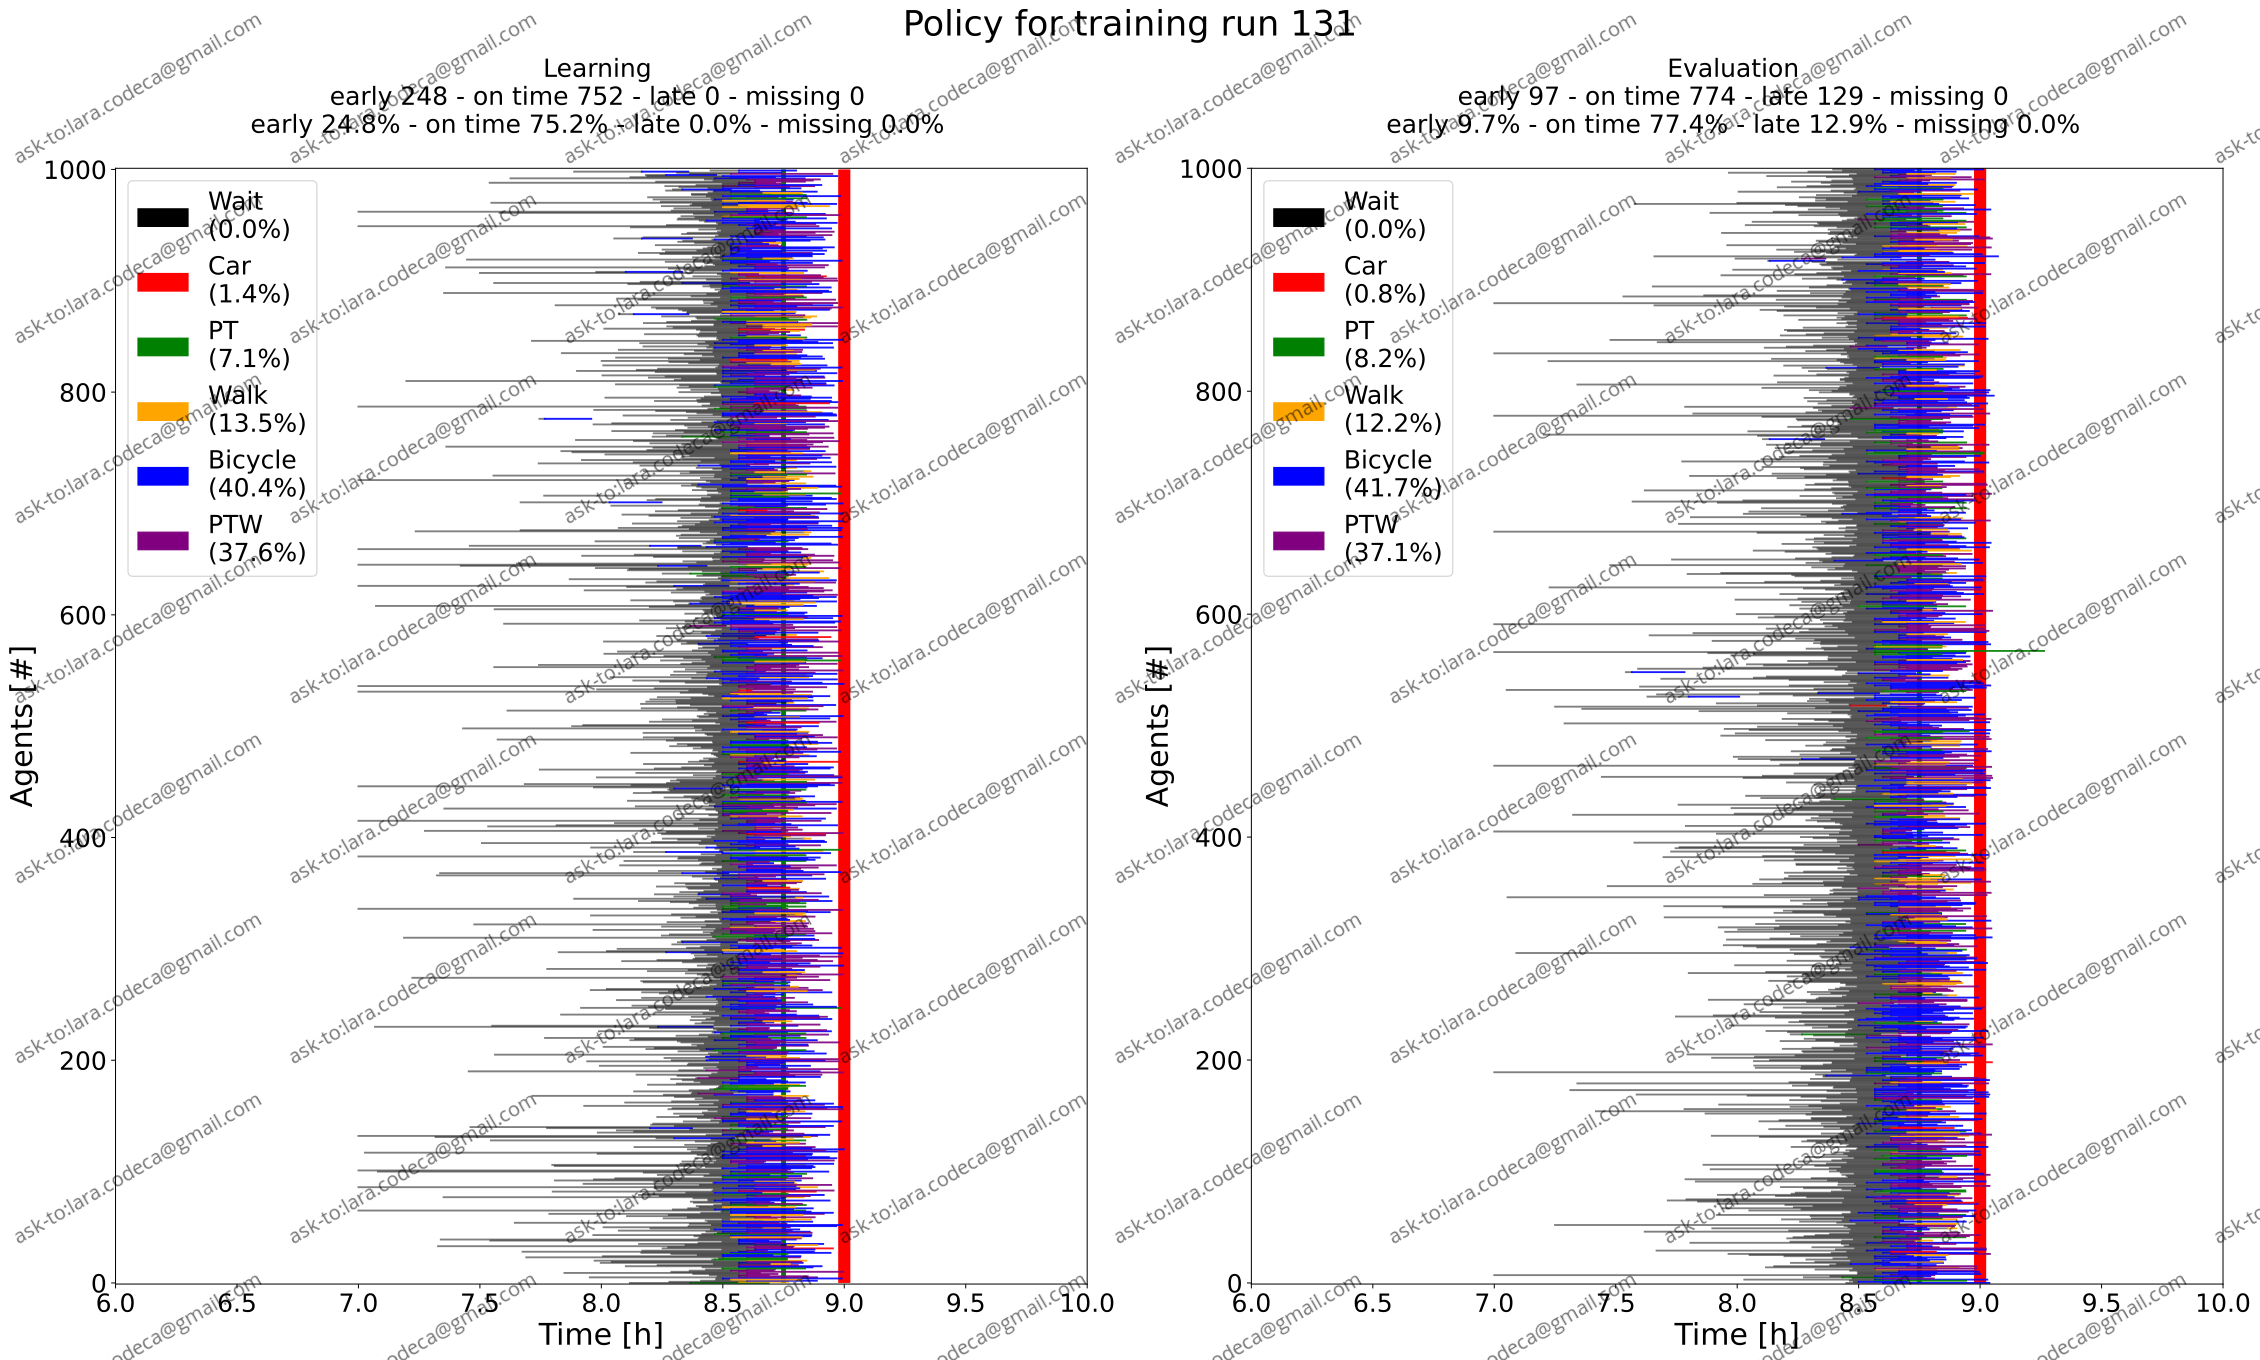 Policy for training run 131
Learning
early 248 - on time 752 - late 0 - missing 0
early 24.8% - on time 75.2% - late 0.0% - missing 0.0%
Agents [#]
1000
800
600
400
200
0
Wait
(0.0%)
Car
(1.4%)
PT
(7.1%)
Walk
(13.5%)
Bicycle
(40.4%)
PTW
(37.6%)
6.0 6.5 7.0 7.5 8.0 8.5 9.0 9.5 10.0
Time [h]
Evaluation
early 97 - on time 774 - late 129 - missing 0
early 9.7% - on time 77.4% - late 12.9% - missing 0.0%
Agents [#]
1000
800
600
400
200
0
Wait
(0.0%)
Car
(0.8%)
PT
(8.2%)
Walk
(12.2%)
Bicycle
(41.7%)
PTW
(37.1%)
6.0 6.5 7.0 7.5 8.0 8.5 9.0 9.5 10.0
Time [h]
ask-to:lara.codeca@gmail.com